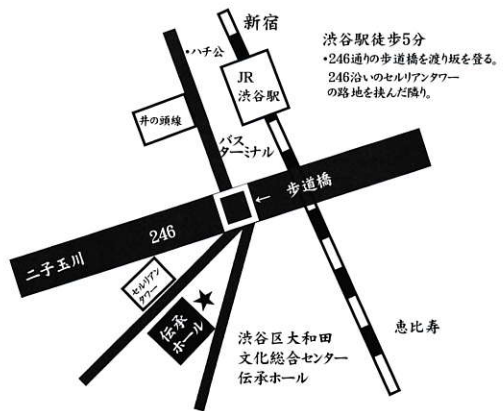 新宿
・ハチ公
渋谷駅徒歩5分
・246通りの歩道橋を渡り坂を登る。
246沿いのセルリアンタワー
の路地を挟んだ隣り。
JR
渋谷駅
井の頭線
バス
ターミナル
←
歩道橋
246
二子玉川
セルリアン
タワー
★
伝承
ホール
渋谷区大和田
文化総合センター
伝承ホール
恵比寿